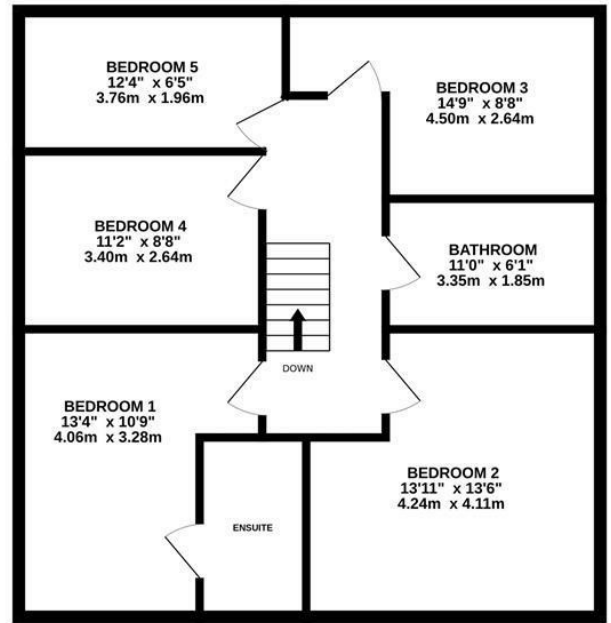 BEDROOM 5
12'4" x 6'5"
3.76m x 1.96m
BEDROOM 3
14'9" x 8'8"
4.50m x 2.64m
BEDROOM 4
11'2" x 8'8"
3.40m x 2.64m
BATHROOM
11'0" x 6'1"
3.35m x 1.85m
DOWN
BEDROOM 1
13'4" x 10'9"
4.06m x 3.28m
BEDROOM 2
13'11" x 13'6"
4.24m x 4.11m
ENSUITE